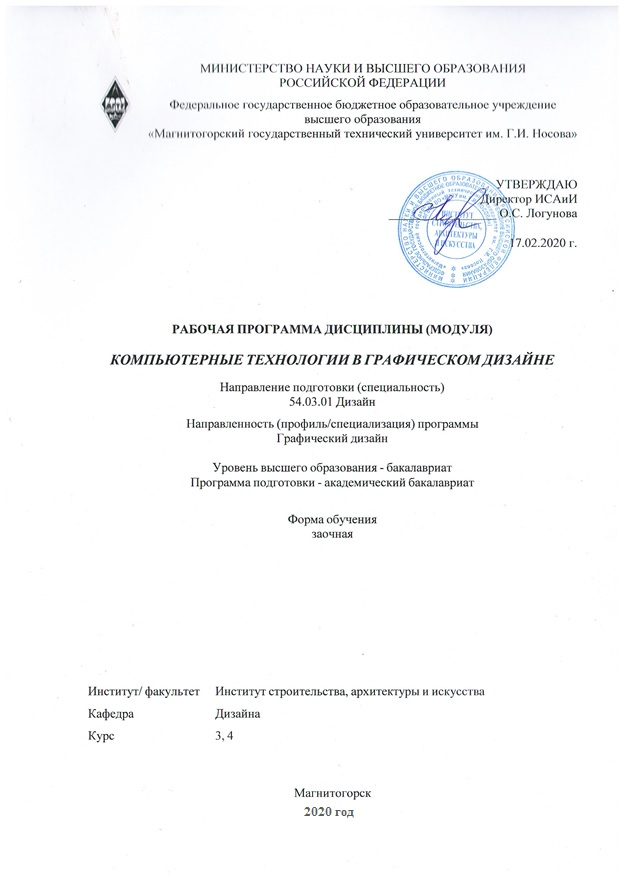 МИНИСТЕРСТВО НАУКИ И ВЫСШЕГО ОБРАЗОВАНИЯ
РОССИЙСКОЙ ФЕДЕРАЦИИ
Федеральное государственное бюджетное образовательное учреждение
высшего образования
«Магнитогорский государственный технический университет им. Г.И. Носова»
УТВЕРЖДАЮ
Директор ИСАиИ
О.С. Логунова
17.02.2020 г.
ИНСТИТУТ
СТРОИТЕЛЬСТВА,
АРХИТЕКТУРЫ
И ИСКУССТВА
РАБОЧАЯ ПРОГРАММА ДИСЦИПЛИНЫ (МОДУЛЯ)
КОМПЬЮТЕРНЫЕ ТЕХНОЛОГИИ В ГРАФИЧЕСКОМ ДИЗАЙНЕ
Направление подготовки (специальность)
54.03.01 Дизайн
Направленность (профиль/специализация) программы
Графический дизайн
Уровень высшего образования - бакалавриат
Программа подготовки - академический бакалавриат
Форма обучения
заочная
Институт/ факультет Институт строительства, архитектуры и искусства
Кафедра Дизайна
Курс 3, 4
Магнитогорск
2020 год